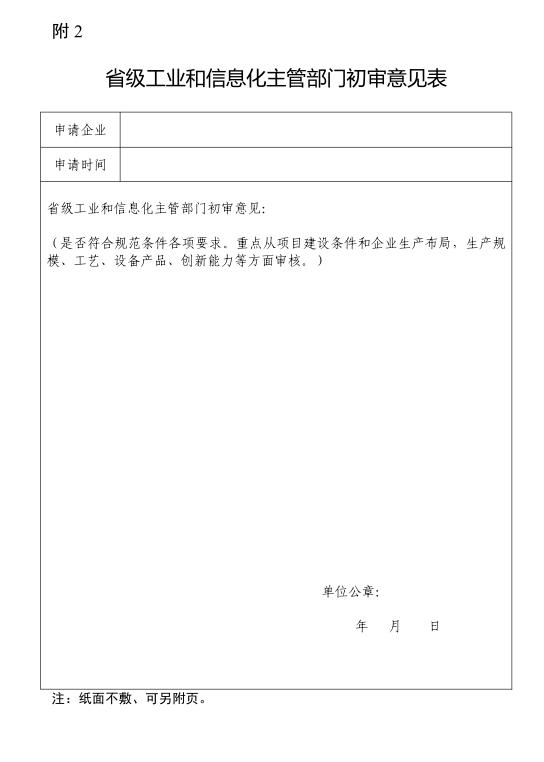 附 2
省级工业和信息化主管部门初审意见表
申请企业
申请时间
省级工业和信息化主管部门初审意见：
（是否符合规范条件各项要求。重点从项目建设条件和企业生产布局，生产规
模、工艺、设备产品、创新能力等方面审核。）
单位公章：
年 月 日
注：纸面不敷、可另附页。